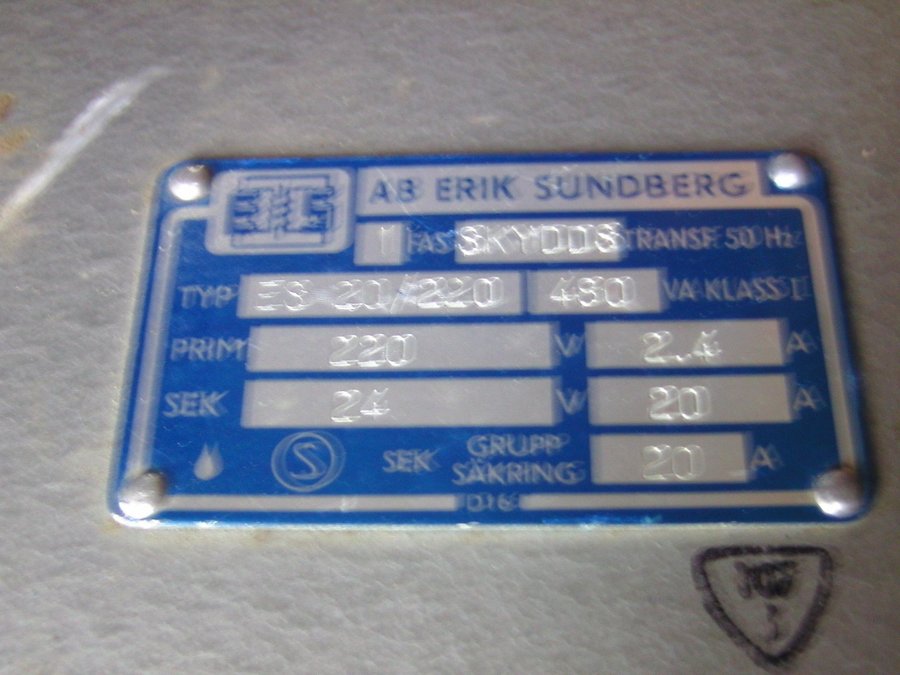 AB ERIK SUNDBERG
1 FAS SKYDDS TRANSF. 50 Hz
TYP ES 20/220 480 VA KLASS I
PRIM 220 V 2.4 A
SEK 24 V 20 A
S SEK GRUPP SÄKRING 20 A
D16